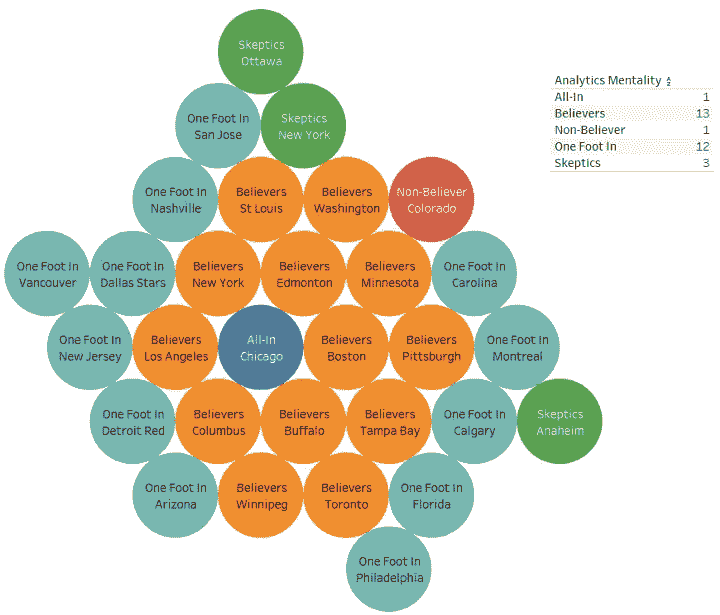 Skeptics
Ottawa
One Foot In
San Jose
Skeptics
New York
One Foot In
Nashville
Believers
St Louis
Believers
Washington
Non-Believer
Colorado
One Foot In
Vancouver
One Foot In
Dallas Stars
Believers
New York
Believers
Edmonton
Believers
Minnesota
One Foot In
Carolina
One Foot In
New Jersey
Believers
Los Angeles
All-In
Chicago
Believers
Boston
Believers
Pittsburgh
One Foot In
Montreal
One Foot In
Detroit Red
Believers
Columbus
Believers
Buffalo
Believers
Tampa Bay
One Foot In
Calgary
Skeptics
Anaheim
One Foot In
Arizona
Believers
Winnipeg
Believers
Toronto
One Foot In
Florida
One Foot In
Philadelphia
Analytics Mentality
All-In 1
Believers 13
Non-Believer 1
One Foot In 12
Skeptics 3